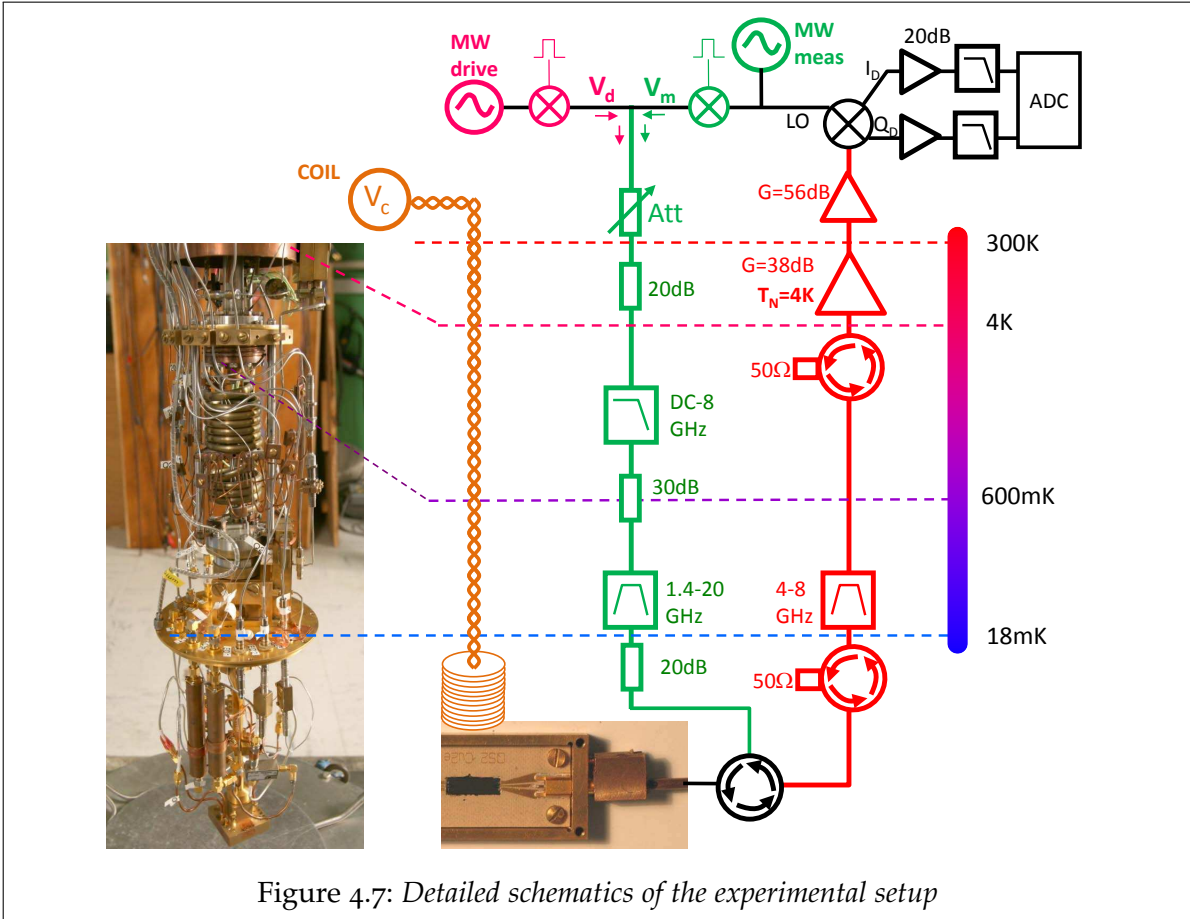 MW
drive
V_d
V_m
MW
meas
20dB
I_D
ADC
LO
Q_D
COIL
V_c
Att
G=56dB
300K
G=38dB
T_N=4K
20dB
4K
50Ω
DC-8
GHz
30dB
600mK
1.4-20
GHz
4-8
GHz
18mK
20dB
50Ω
Figure 4.7: Detailed schematics of the experimental setup